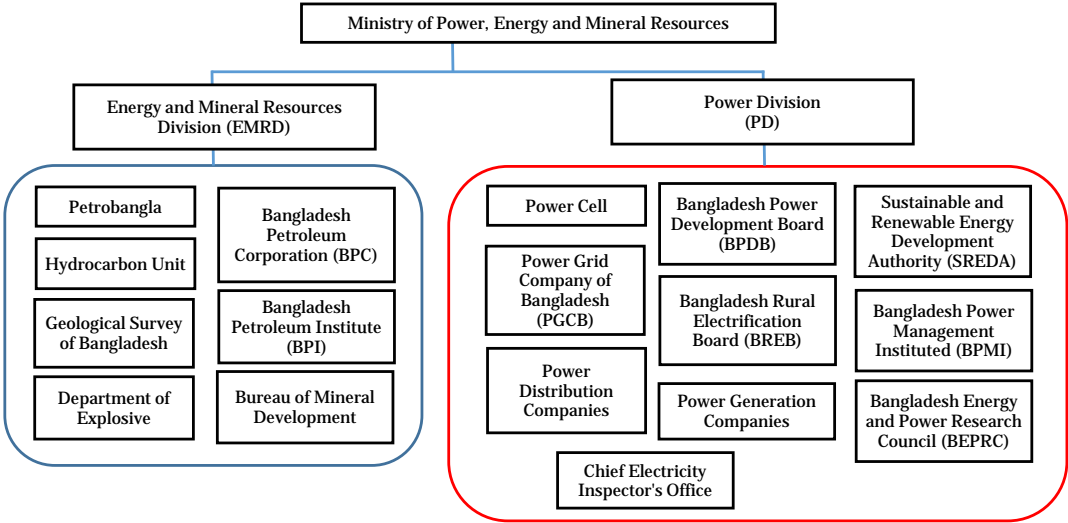 Ministry of Power, Energy and Mineral Resources
Energy and Mineral Resources
Division (EMRD)
Power Division
(PD)
Petrobangla
Hydrocarbon Unit
Geological Survey
of Bangladesh
Department of
Explosive
Bangladesh
Petroleum
Corporation (BPC)
Bangladesh
Petroleum Institute
(BPI)
Bureau of Mineral
Development
Power Cell
Power Grid
Company of
Bangladesh
(PGCB)
Power
Distribution
Companies
Bangladesh Power
Development Board
(BPDB)
Bangladesh Rural
Electrification
Board (BREB)
Power Generation
Companies
Sustainable and
Renewable Energy
Development
Authority (SREDA)
Bangladesh Power
Management
Instituted (BPMI)
Bangladesh Energy
and Power Research
Council (BEPRC)
Chief Electricity
Inspector's Office